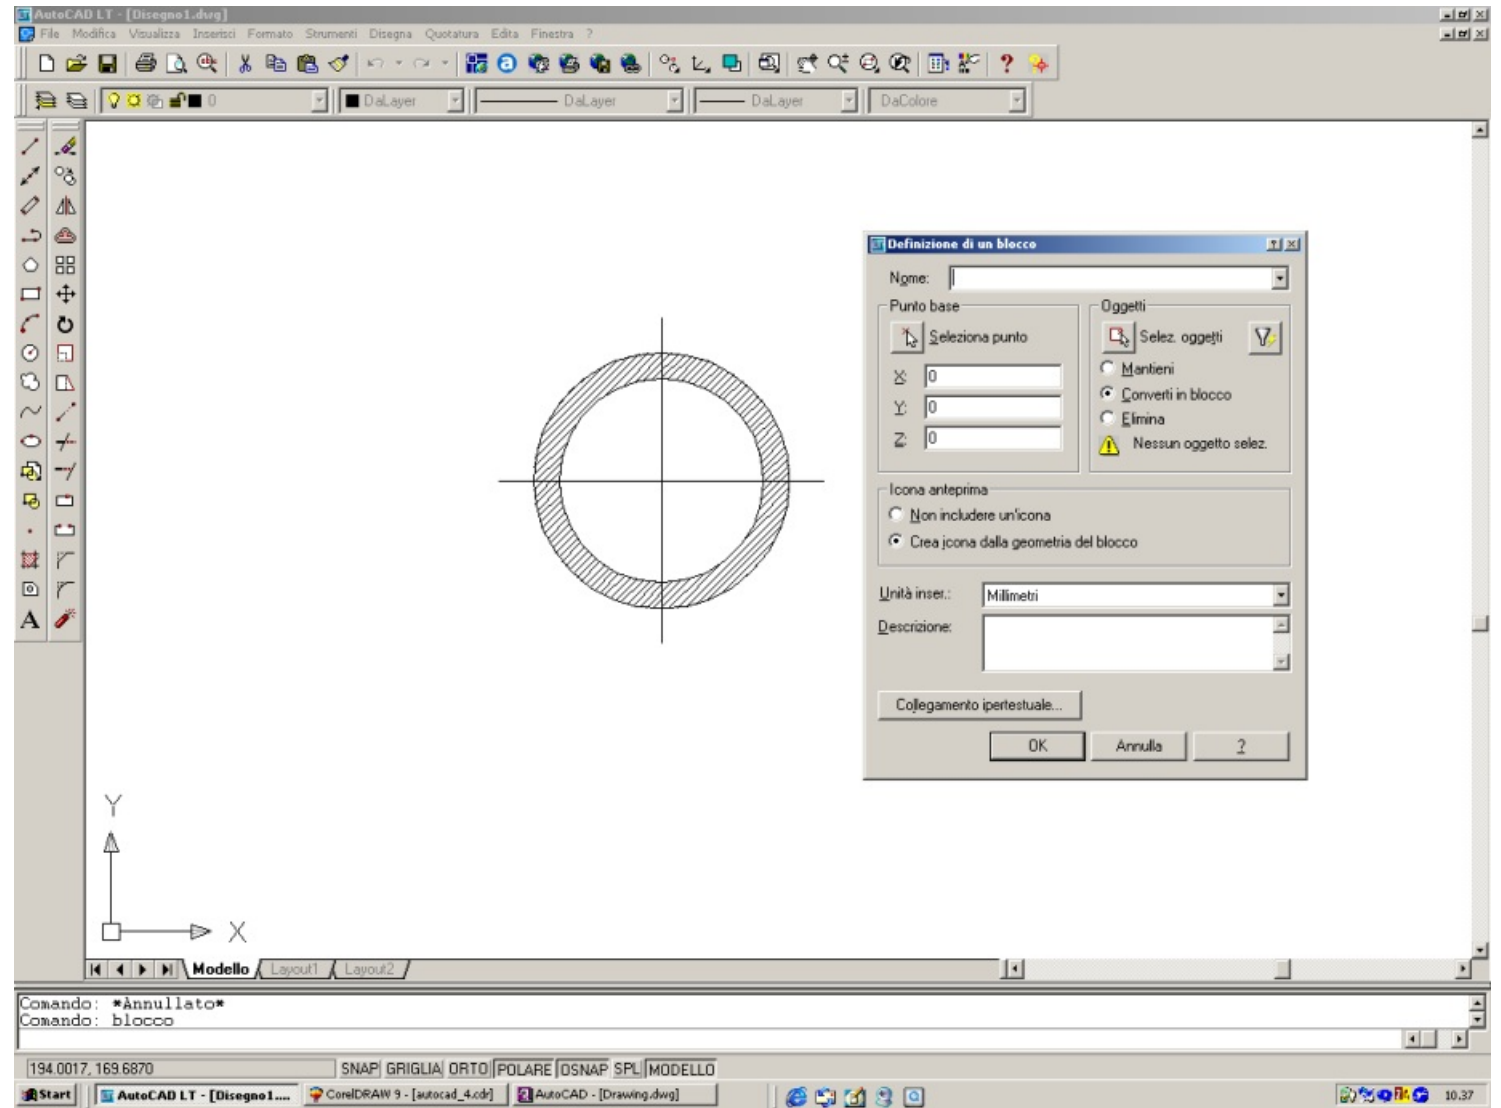 AutoCAD LT - [Disegno1.dwg]
File Modifica Visualizza Inserisci Formato Strumenti Disegna Quotatura Edita Finestra ?
0 DaLayer DaLayer DaLayer DaColore
Definizione di un blocco
Nome:
Punto base
Seleziona punto
X: 0
Y: 0
Z: 0
Oggetti
Selez. oggetti
Mantieni
Converti in blocco
Elimina
Nessun oggetto selez.
Icona anteprima
Non includere un'icona
Crea icona dalla geometria del blocco
Unità inser.: Millimetri
Descrizione:
Collegamento ipertestuale...
OK Annulla ?
Y
X
Modello Layout1 Layout2
Comando: *Annullato*
Comando: blocco
194.0017, 169.6870 SNAP GRIGLIA ORTO POLARE OSNAP SPL MODELLO
Start AutoCAD LT - [Disegno1.... CorelDRAW 9 - [autocad_4.cdr] AutoCAD - [Drawing.dwg] 10.37